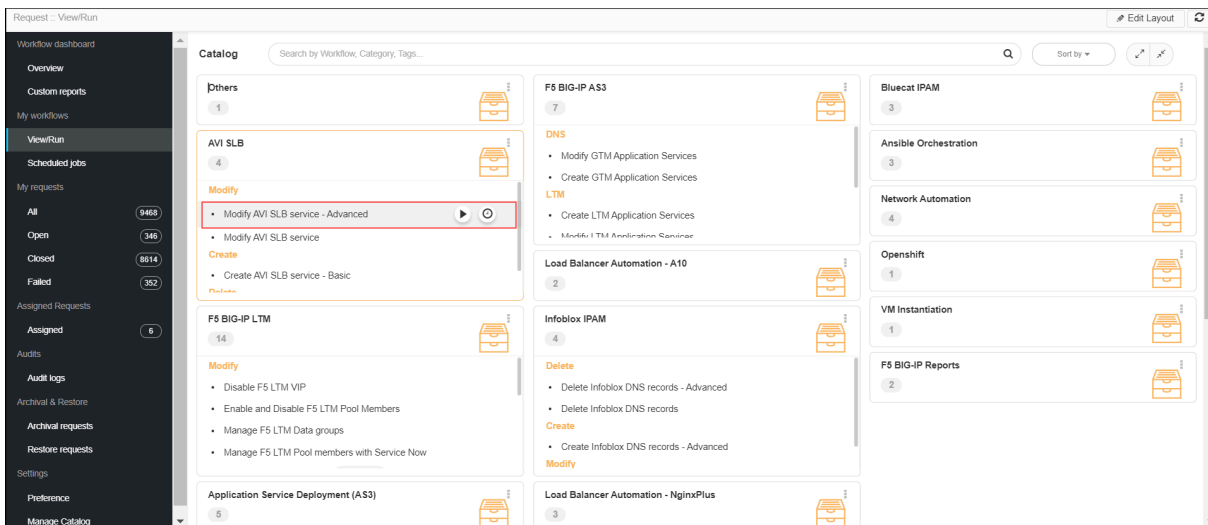 Request :: View/Run
Edit Layout
Workflow dashboard
Overview
Custom reports
My workflows
View/Run
Scheduled jobs
My requests
All 9468
Open 346
Closed 8614
Failed 352
Assigned Requests
Assigned 6
Audits
Audit logs
Archival & Restore
Archival requests
Restore requests
Settings
Preference
Manage Catalog
Catalog
Search by Workflow, Category, Tags...
Sort by
Others
1
AVI SLB
4
Modify
• Modify AVI SLB service - Advanced
• Modify AVI SLB service
Create
• Create AVI SLB service - Basic
Delete
F5 BIG-IP LTM
14
Modify
• Disable F5 LTM VIP
• Enable and Disable F5 LTM Pool Members
• Manage F5 LTM Data groups
• Manage F5 LTM Pool members with Service Now
Application Service Deployment (AS3)
5
F5 BIG-IP AS3
7
DNS
• Modify GTM Application Services
• Create GTM Application Services
LTM
• Create LTM Application Services
• Modify LTM Application Services
Load Balancer Automation - A10
2
Infoblox IPAM
4
Delete
• Delete Infoblox DNS records - Advanced
• Delete Infoblox DNS records
Create
• Create Infoblox DNS records - Advanced
Modify
Load Balancer Automation - NginxPlus
3
Bluecat IPAM
3
Ansible Orchestration
3
Network Automation
4
Openshift
1
VM Instantiation
1
F5 BIG-IP Reports
2